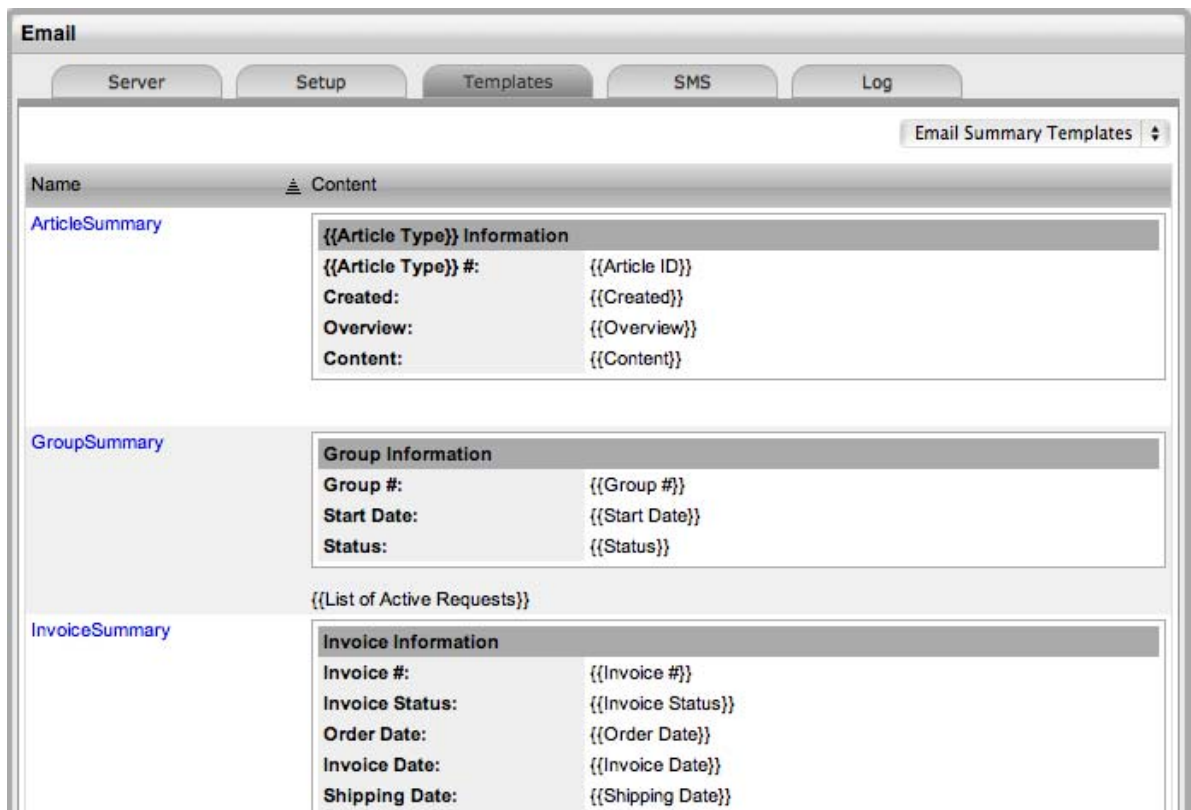 Email
Server Setup Templates SMS Log
Email Summary Templates
Name Content
ArticleSummary
{{Article Type}} Information
{{Article Type}} #: {{Article ID}}
Created: {{Created}}
Overview: {{Overview}}
Content: {{Content}}
GroupSummary
Group Information
Group #: {{Group #}}
Start Date: {{Start Date}}
Status: {{Status}}
{{List of Active Requests}}
InvoiceSummary
Invoice Information
Invoice #: {{Invoice #}}
Invoice Status: {{Invoice Status}}
Order Date: {{Order Date}}
Invoice Date: {{Invoice Date}}
Shipping Date: {{Shipping Date}}